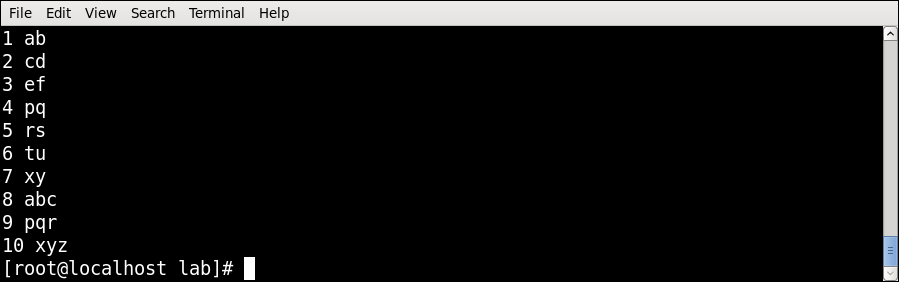 File Edit View Search Terminal Help
1 ab
2 cd
3 ef
4 pq
5 rs
6 tu
7 xy
8 abc
9 pqr
10 xyz
[root@localhost lab]#